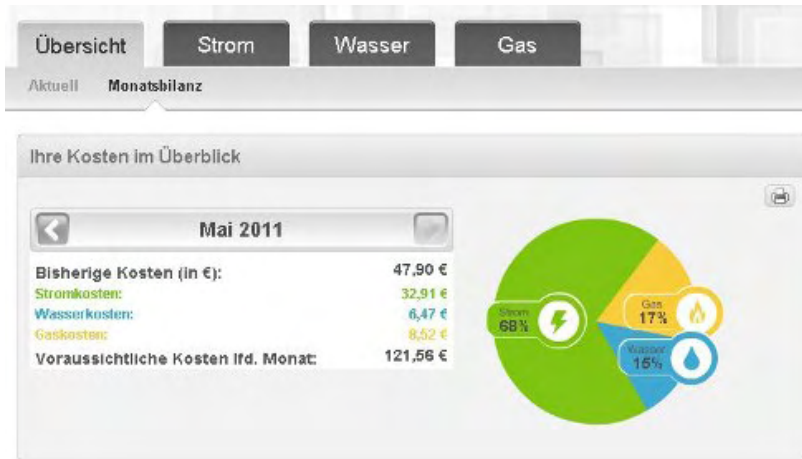 Übersicht Strom Wasser Gas
Aktuell Monatsbilanz
Ihre Kosten im Überblick
Mai 2011
Bisherige Kosten (in €): 47,90 €
Stromkosten: 32,91 €
Wasserkosten: 6,47 €
Gaskosten: 8,52 €
Voraussichtliche Kosten lfd. Monat: 121,56 €
Strom
68%
Gas
17%
Wasser
15%